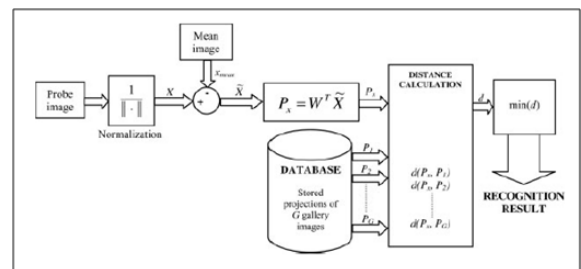 Mean image
x_mean
Probe image
1
‖ · ‖
Normalization
X
+
-
X̃
P_x = W^T X̃
P_x
DISTANCE CALCULATION
d
min(d)
DATABASE
Stored projections of G gallery images
P_1
P_2
P_G
d(P_x, P_1)
d(P_x, P_2)
d(P_x, P_G)
RECOGNITION RESULT